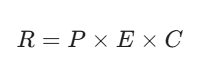 R = P × E × C